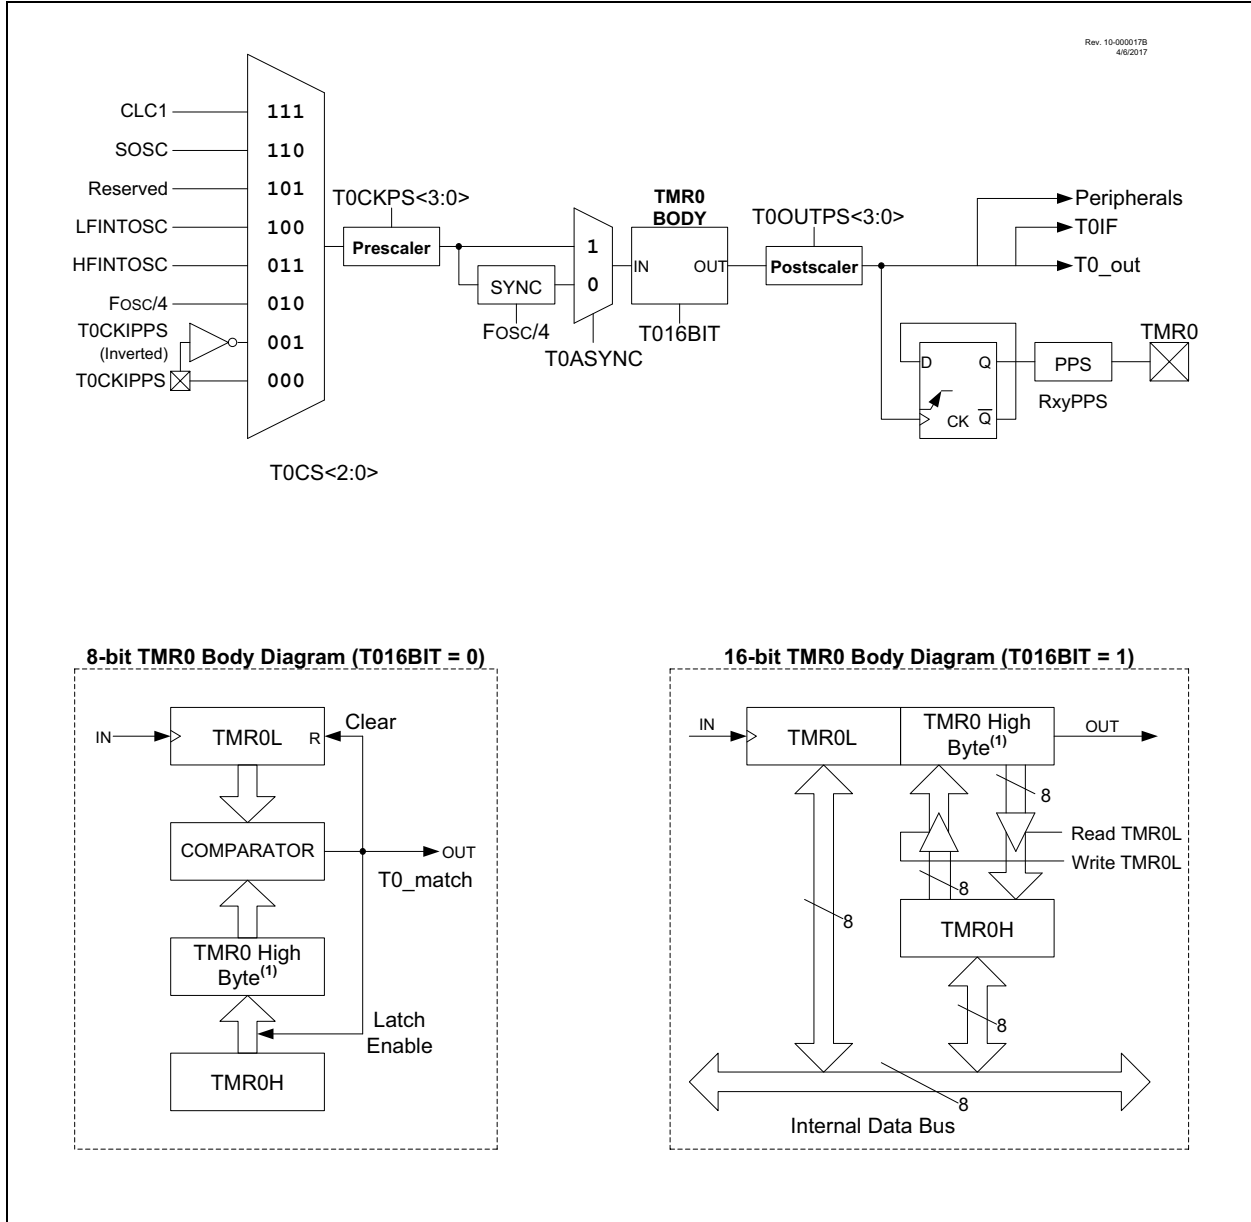 Rev. 10-000017B
4/6/2017
CLC1
111
SOSC
110
Reserved
101
LFINTOSC
100
HFINTOSC
011
FOSC/4
010
T0CKIPPS
(Inverted)
001
T0CKIPPS
000
T0CS<2:0>
T0CKPS<3:0>
Prescaler
SYNC
FOSC/4
1
0
T0ASYNC
TMR0
BODY
IN
OUT
T016BIT
T0OUTPS<3:0>
Postscaler
Peripherals
T0IF
T0_out
D
Q
CK
Q
PPS
RxyPPS
TMR0
8-bit TMR0 Body Diagram (T016BIT = 0)
IN
TMR0L
R
Clear
COMPARATOR
OUT
T0_match
TMR0 High
Byte(1)
Latch
Enable
TMR0H
16-bit TMR0 Body Diagram (T016BIT = 1)
IN
TMR0L
TMR0 High
Byte(1)
OUT
8
Read TMR0L
Write TMR0L
8
8
TMR0H
8
8
Internal Data Bus